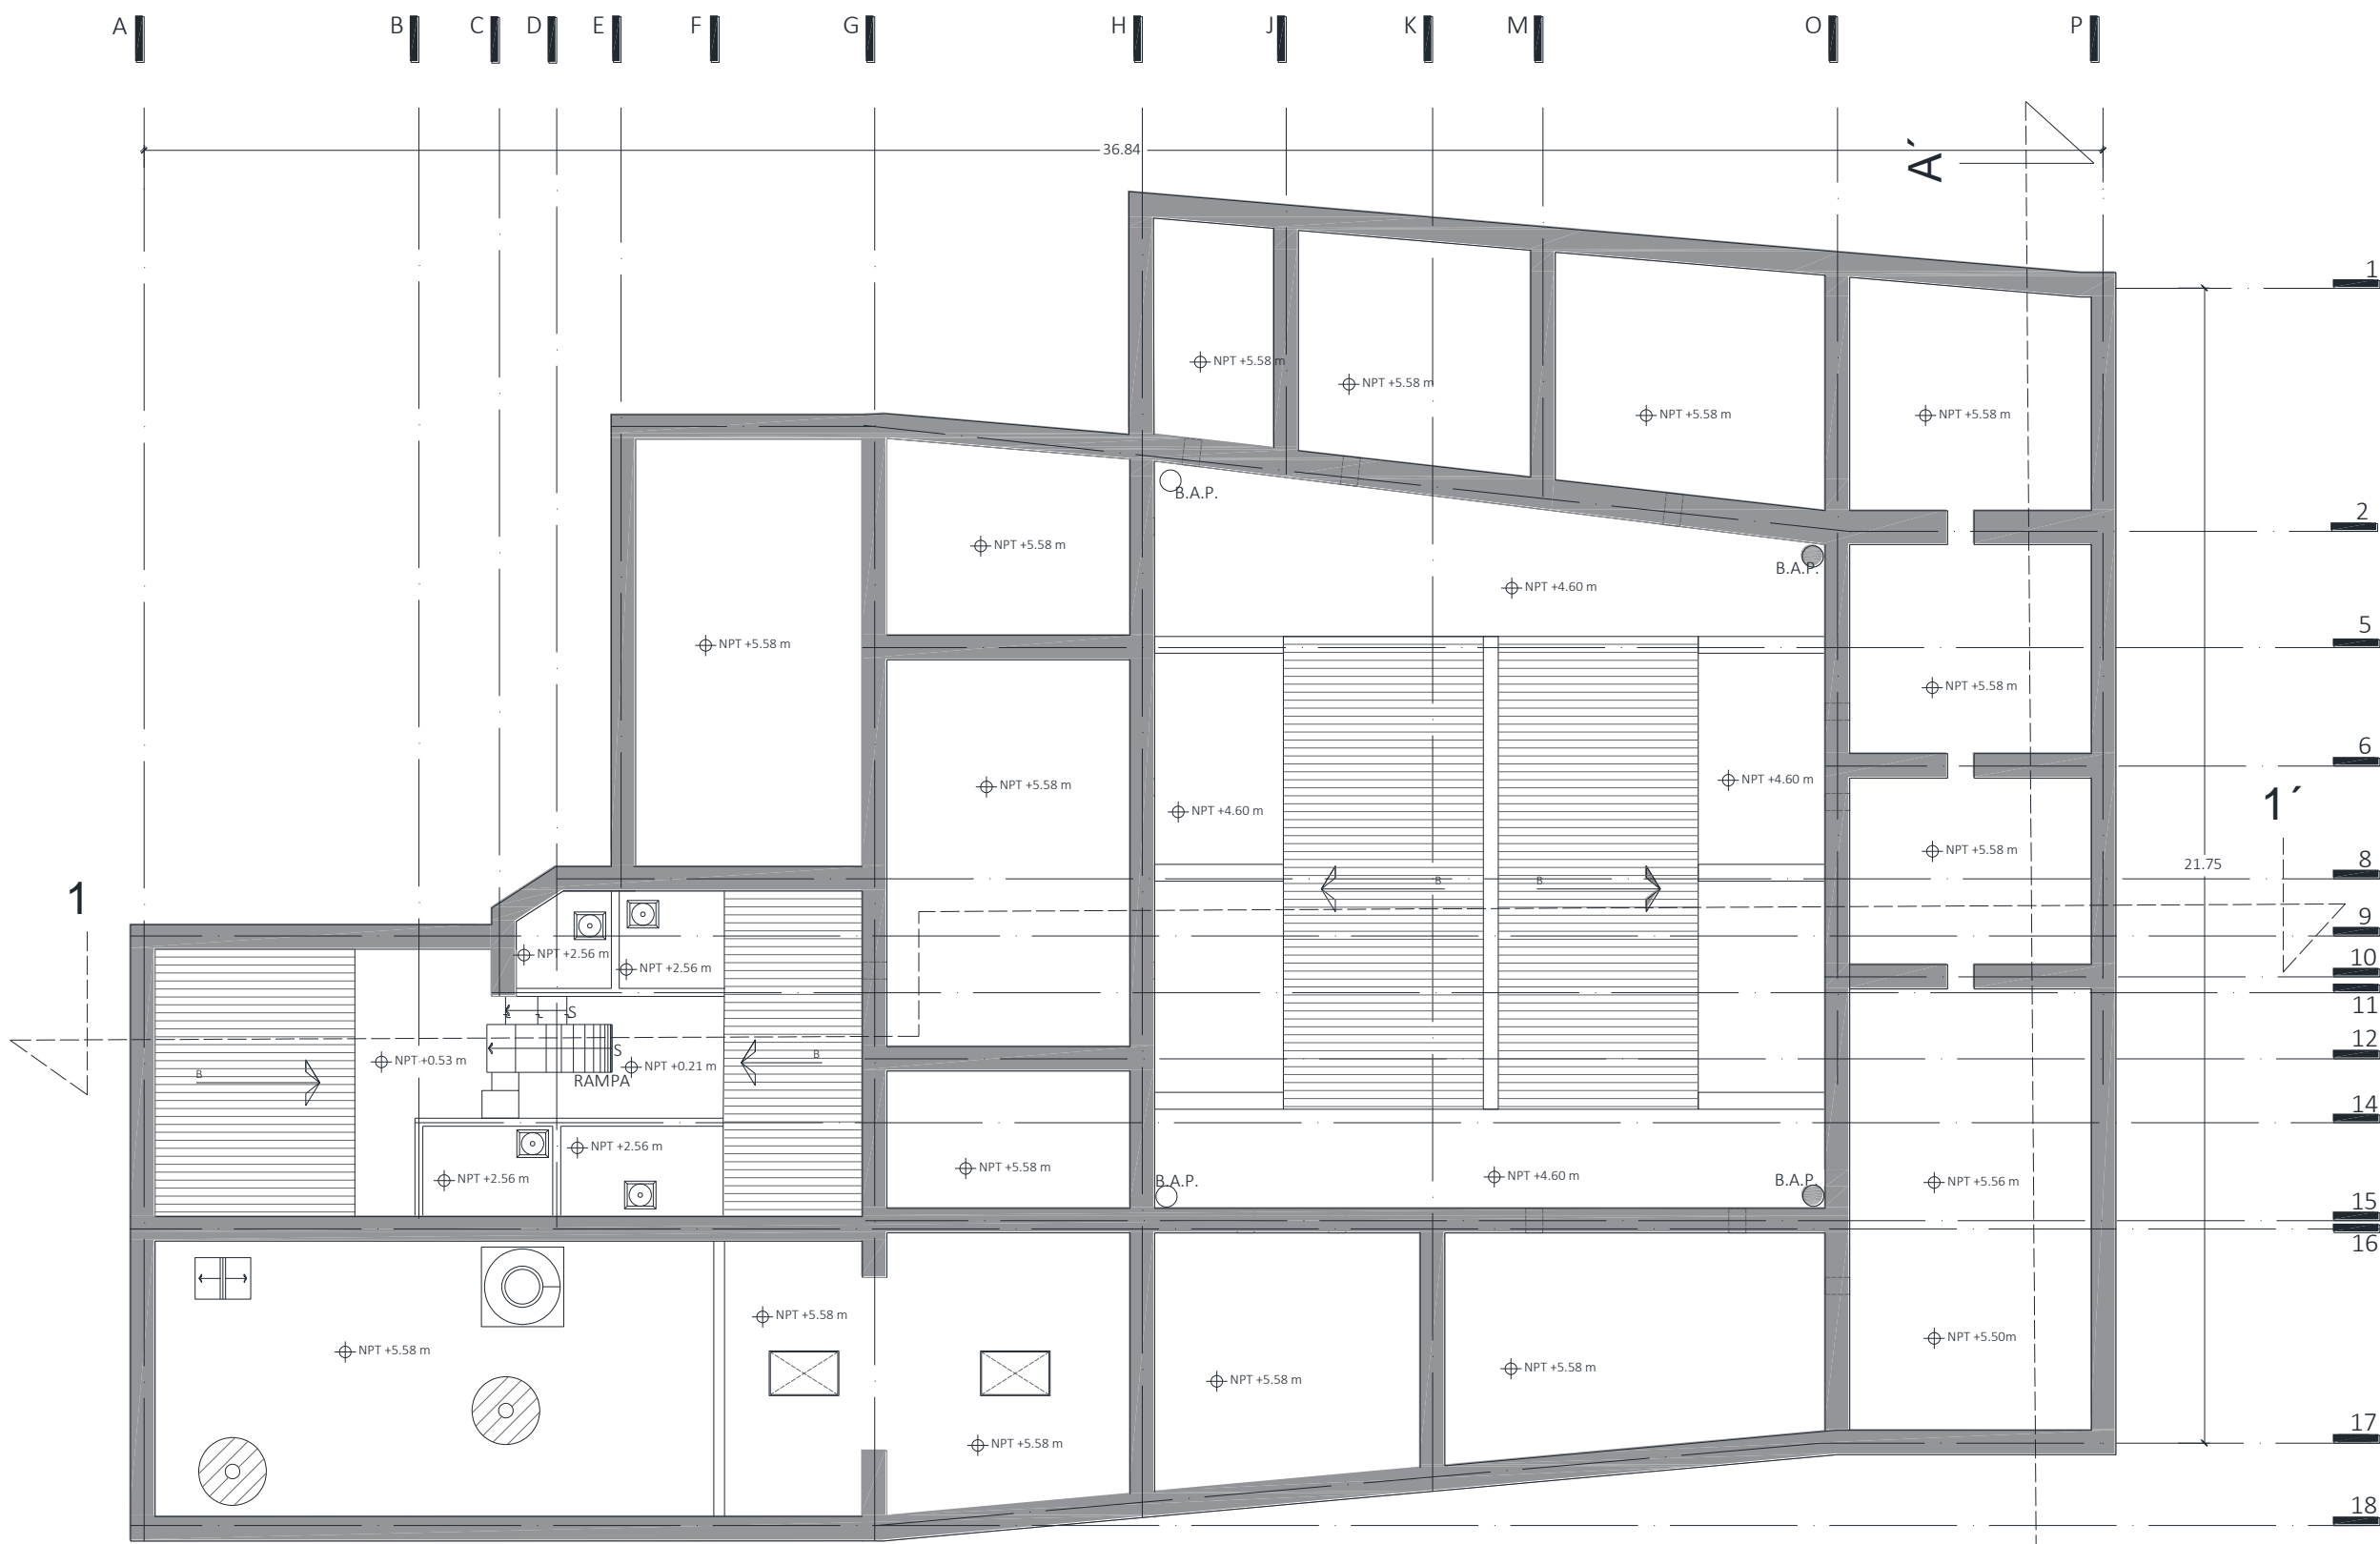 A B C D E F G H J K M O P
36.84
A´
1
NPT +5.58 m
NPT +5.58 m
NPT +5.58 m
NPT +5.58 m
B.A.P.
2
NPT +5.58 m
B.A.P.
NPT +4.60 m
5
NPT +5.58 m
NPT +5.58 m
6
NPT +5.58 m
NPT +4.60 m
NPT +4.60 m
1´
NPT +5.58 m
8
21.75
B
B
1
9
NPT +2.56 m
NPT +2.56 m
10
11
S
S
12
NPT +0.53 m
NPT +0.21 m
B
B
RAMPA
14
NPT +2.56 m
NPT +5.58 m
NPT +4.60 m
NPT +2.56 m
B.A.P.
B.A.P.
NPT +5.56 m
15
16
NPT +5.58 m
NPT +5.50m
NPT +5.58 m
NPT +5.58 m
NPT +5.58 m
17
NPT +5.58 m
18